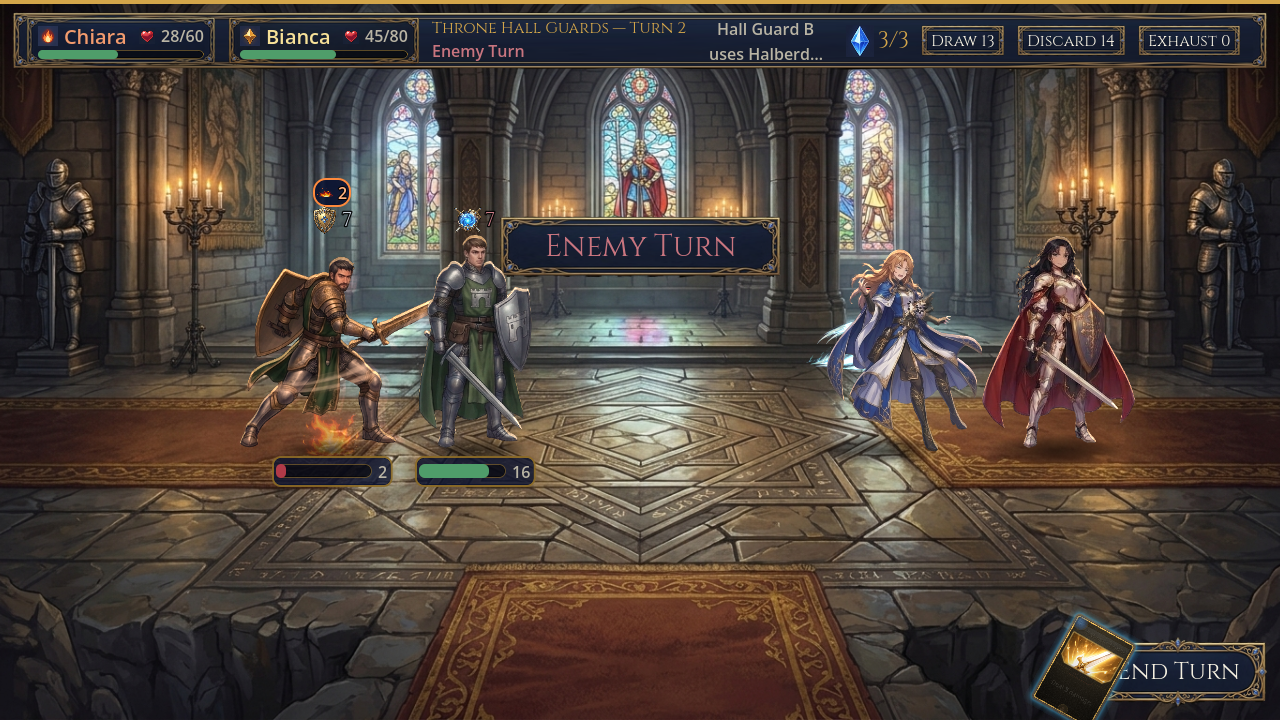 Chiara 28/60
Bianca 45/80
THRONE HALL GUARDS — TURN 2
Enemy Turn
Hall Guard B
uses Halberd...
3/3
DRAW 13
DISCARD 14
EXHAUST 0
2
7
7
ENEMY TURN
2
16
END TURN